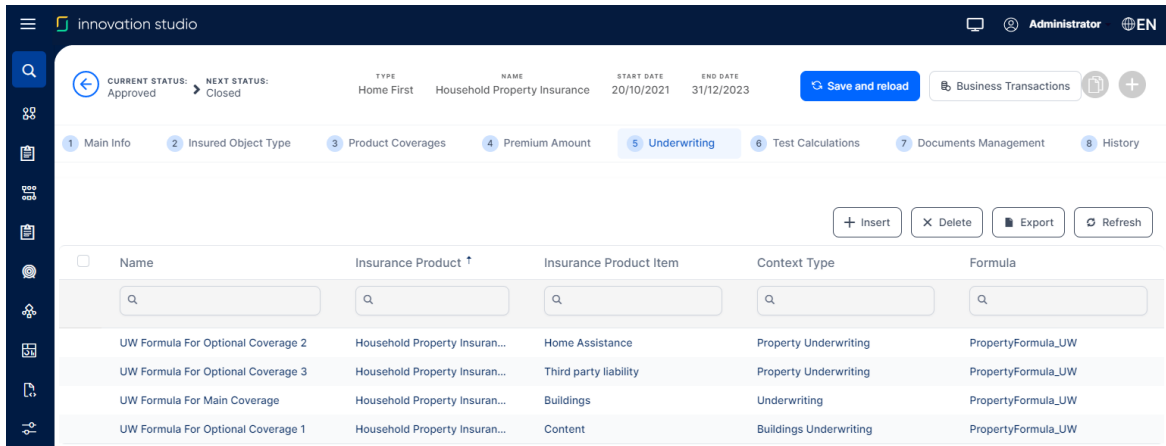 innovation studio
Administrator EN
CURRENT STATUS: NEXT STATUS:
Approved Closed
TYPE NAME START DATE END DATE
Home First Household Property Insurance 20/10/2021 31/12/2023
Save and reload Business Transactions
1 Main Info 2 Insured Object Type 3 Product Coverages 4 Premium Amount 5 Underwriting 6 Test Calculations 7 Documents Management 8 History
Insert Delete Export Refresh
Name Insurance Product Insurance Product Item Context Type Formula
UW Formula For Optional Coverage 2 Household Property Insuran... Home Assistance Property Underwriting PropertyFormula_UW
UW Formula For Optional Coverage 3 Household Property Insuran... Third party liability Property Underwriting PropertyFormula_UW
UW Formula For Main Coverage Household Property Insuran... Buildings Underwriting PropertyFormula_UW
UW Formula For Optional Coverage 1 Household Property Insuran... Content Buildings Underwriting PropertyFormula_UW